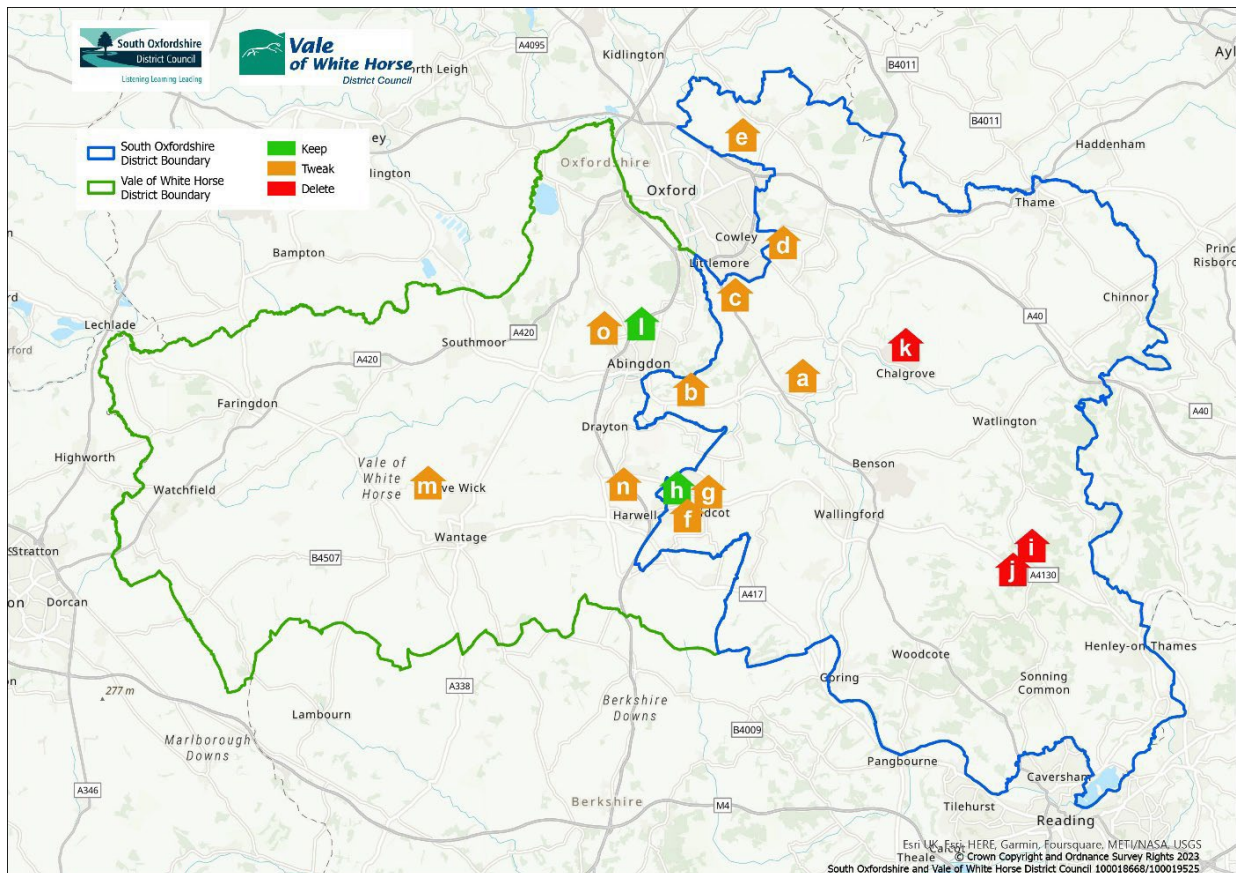 South Oxfordshire
District Council
Listening Learning Leading
Vale
of White Horse
District Council
South Oxfordshire
District Boundary
Vale of White Horse
District Boundary
Keep
Tweak
Delete
A4095
Kidlington
B4011
orth Leigh
ey
lington
B4011
Haddenham
e
Oxfordshire
Oxford
Thame
Cowley
d
Littlemore
Bampton
Princ
Risboro
c
Chinnor
Lechlade
A420
o
l
A40
k
Southmoor
Abingdon
Chalgrove
A420
a
b
Faringdon
A40
Drayton
Watlington
Highworth
Vale of
White
Horse
Benson
Watchfield
m
ve Wick
n
h
g
Harwell
f
dcot
Wallingford
Stratton
B4507
Wantage
i
j
A4130
on
Dorcan
A417
Woodcote
Henley-on Thames
Goring
Sonning
Common
277 m
A338
Lambourn
Berkshire
Downs
B4009
Marlborough
Downs
Pangbourne
Caversham
A346
Berkshire
M4
Tilehurst
Reading
Theale
Esri UK, Esri, HERE, Garmin, Foursquare, METI/NASA, USGS
© Crown Copyright and Ordnance Survey Rights 2023
South Oxfordshire and Vale of White Horse District Council 100018668/100019525